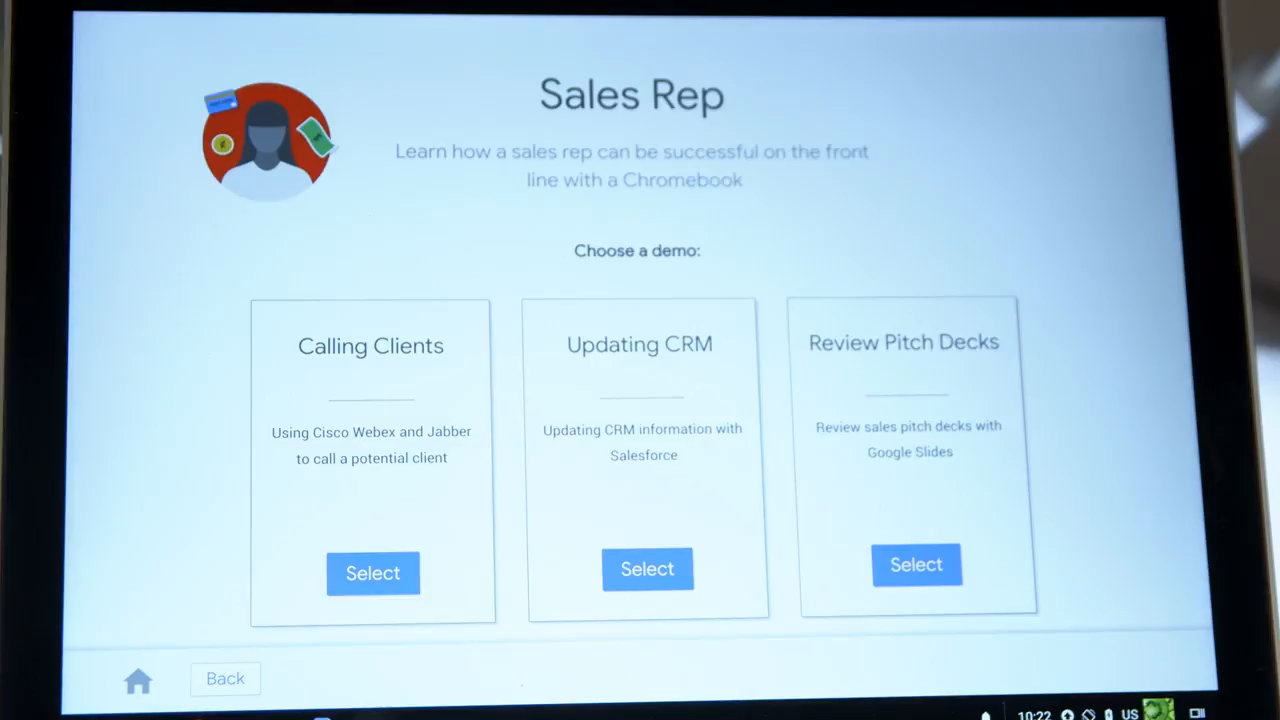 Sales Rep
Learn how a sales rep can be successful on the front
line with a Chromebook
Choose a demo:
Calling Clients
Using Cisco Webex and Jabber
to call a potential client
Select
Updating CRM
Updating CRM information with
Salesforce
Select
Review Pitch Decks
Review sales pitch decks with
Google Slides
Select
Back
10:22
US